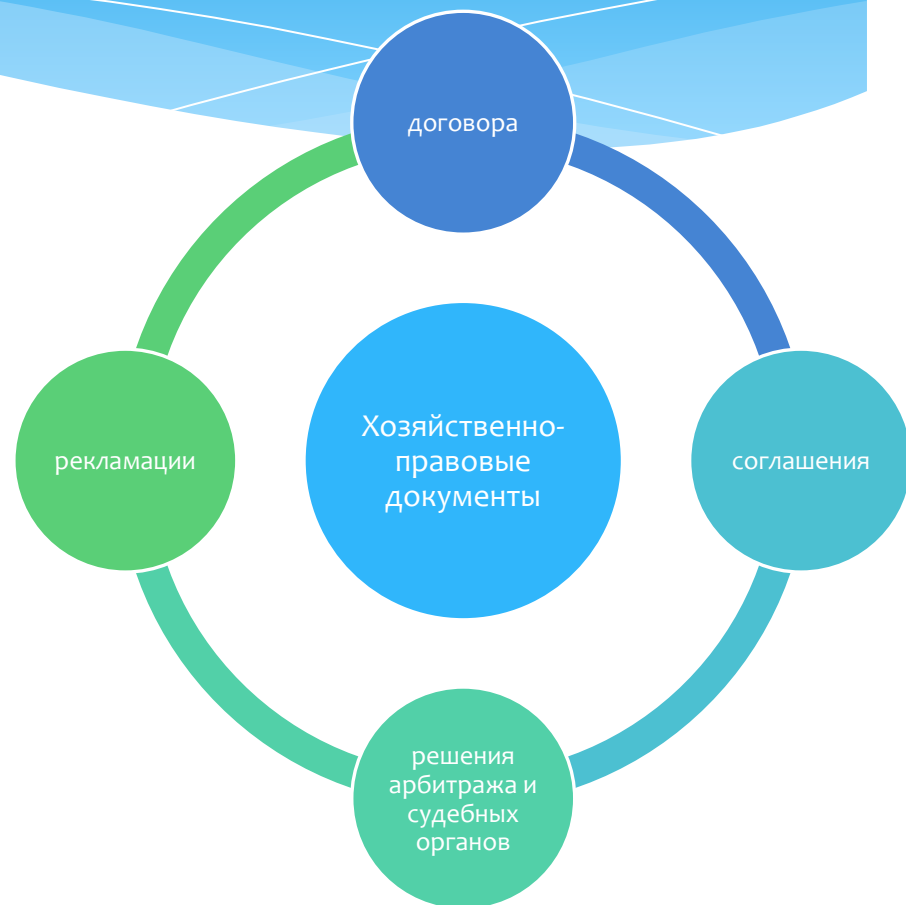 договора
Хозяйственно-
правовые
документы
рекламации
соглашения
решения
арбитража и
судебных
органов